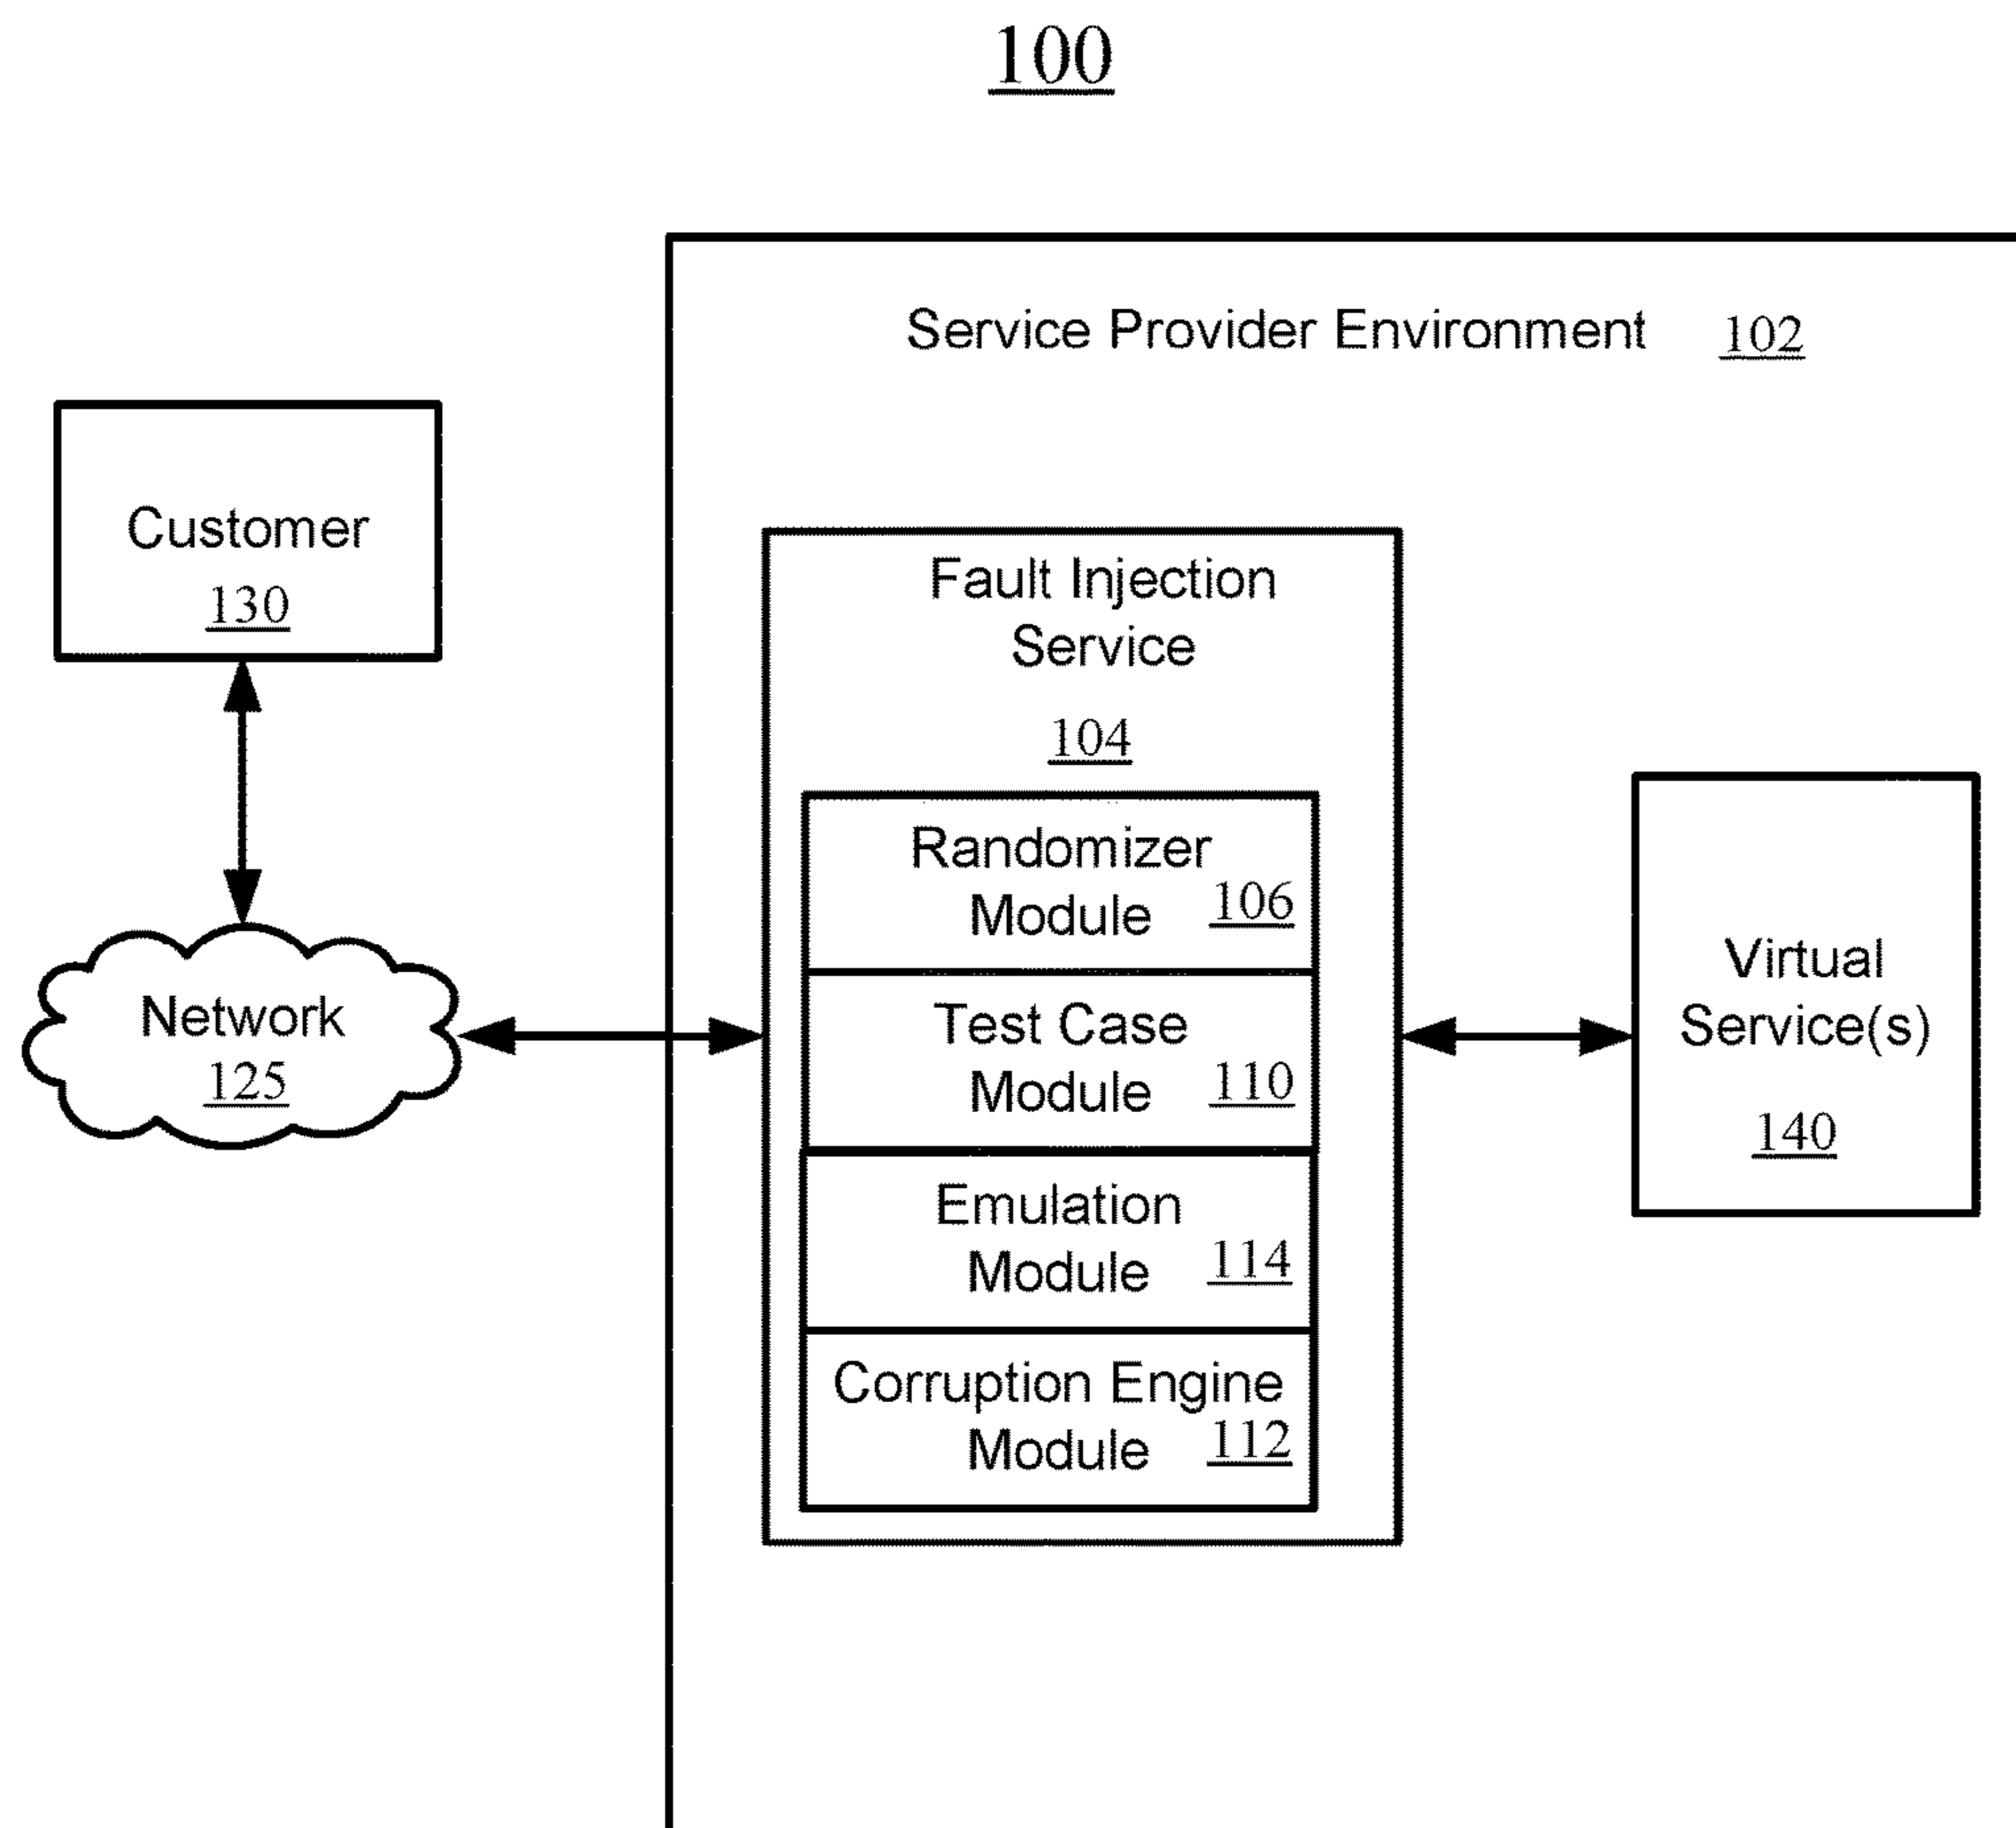 100
Service Provider Environment 102
Customer
130
Fault Injection
Service
104
Randomizer
Module 106
Test Case
Module 110
Emulation
Module 114
Corruption Engine
Module 112
Network
125
Virtual
Service(s)
140